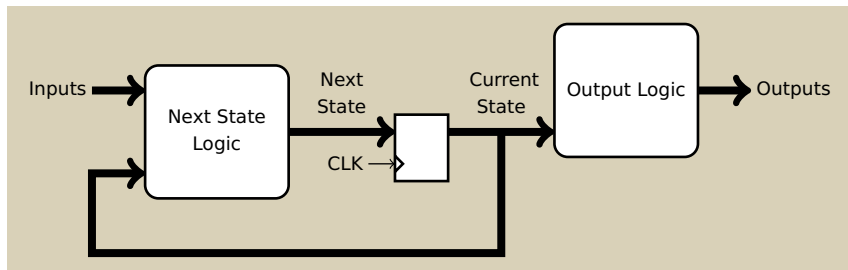 Inputs
Next State
Logic
Next
State
CLK
Current
State
Output Logic
Outputs